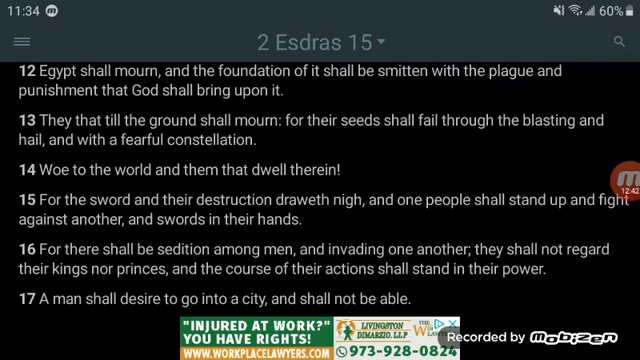 11:34
60%
2 Esdras 15
12 Egypt shall mourn, and the foundation of it shall be smitten with the plague and
punishment that God shall bring upon it.
13 They that till the ground shall mourn: for their seeds shall fail through the blasting and
hail, and with a fearful constellation.
14 Woe to the world and them that dwell therein!
15 For the sword and their destruction draweth nigh, and one people shall stand up and fight
against another, and swords in their hands.
16 For there shall be sedition among men, and invading one another; they shall not regard
their kings nor princes, and the course of their actions shall stand in their power.
17 A man shall desire to go into a city, and shall not be able.
12:42
"INJURED AT WORK?"
YOU HAVE RIGHTS!
WWW.WORKPLACELAWYERS.COM
LIVINGSTON
DIMARZIO, LLP
THE
973-928-0824
Recorded by mobizen